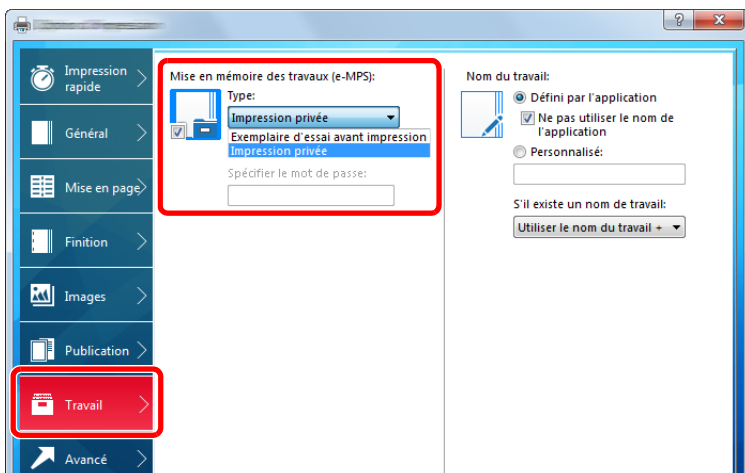 Impression
rapide
Général
Mise en page
Finition
Images
Publication
Travail
Avancé
Mise en mémoire des travaux (e-MPS):
Type:
Impression privée
Exemplaire d'essai avant impression
Impression privée
Spécifier le mot de passe:
Nom du travail:
Défini par l'application
Ne pas utiliser le nom de
l'application
Personnalisé:
S'il existe un nom de travail:
Utiliser le nom du travail +